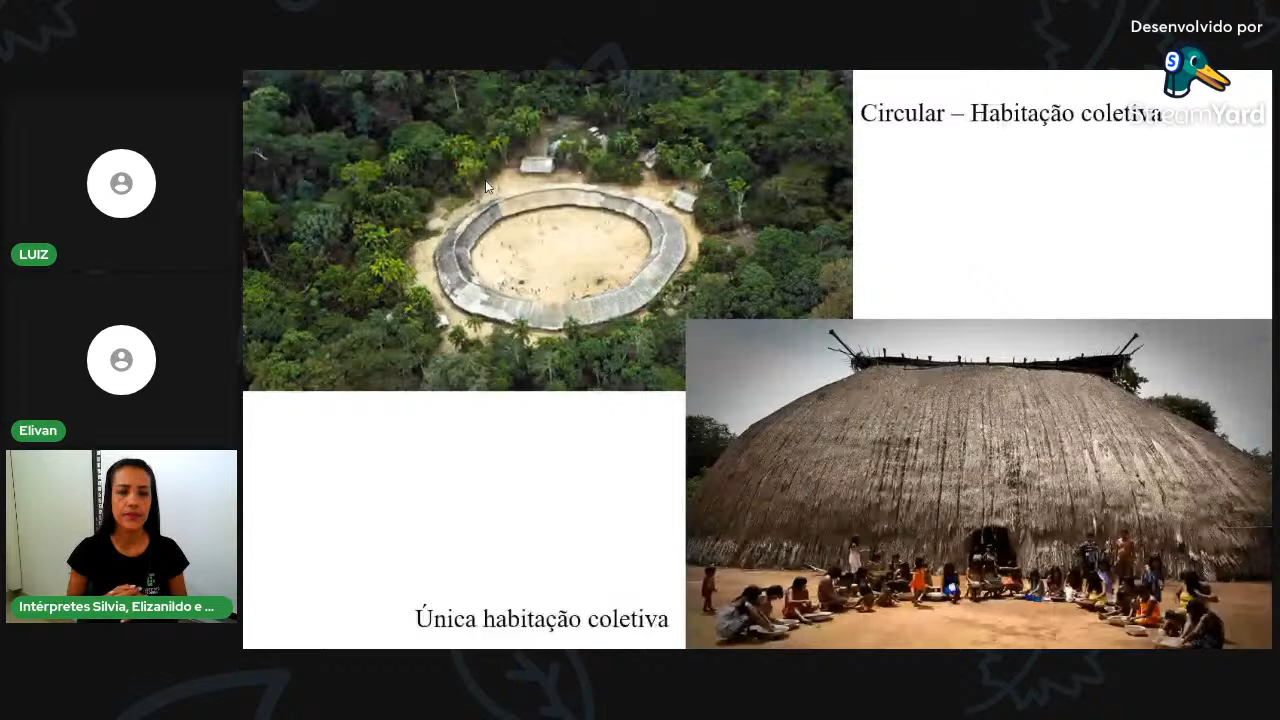 Desenvolvido por
StreamYard
Circular – Habitação coletiva
LUIZ
Elivan
Intérpretes Silvia, Elizanildo e ...
Única habitação coletiva